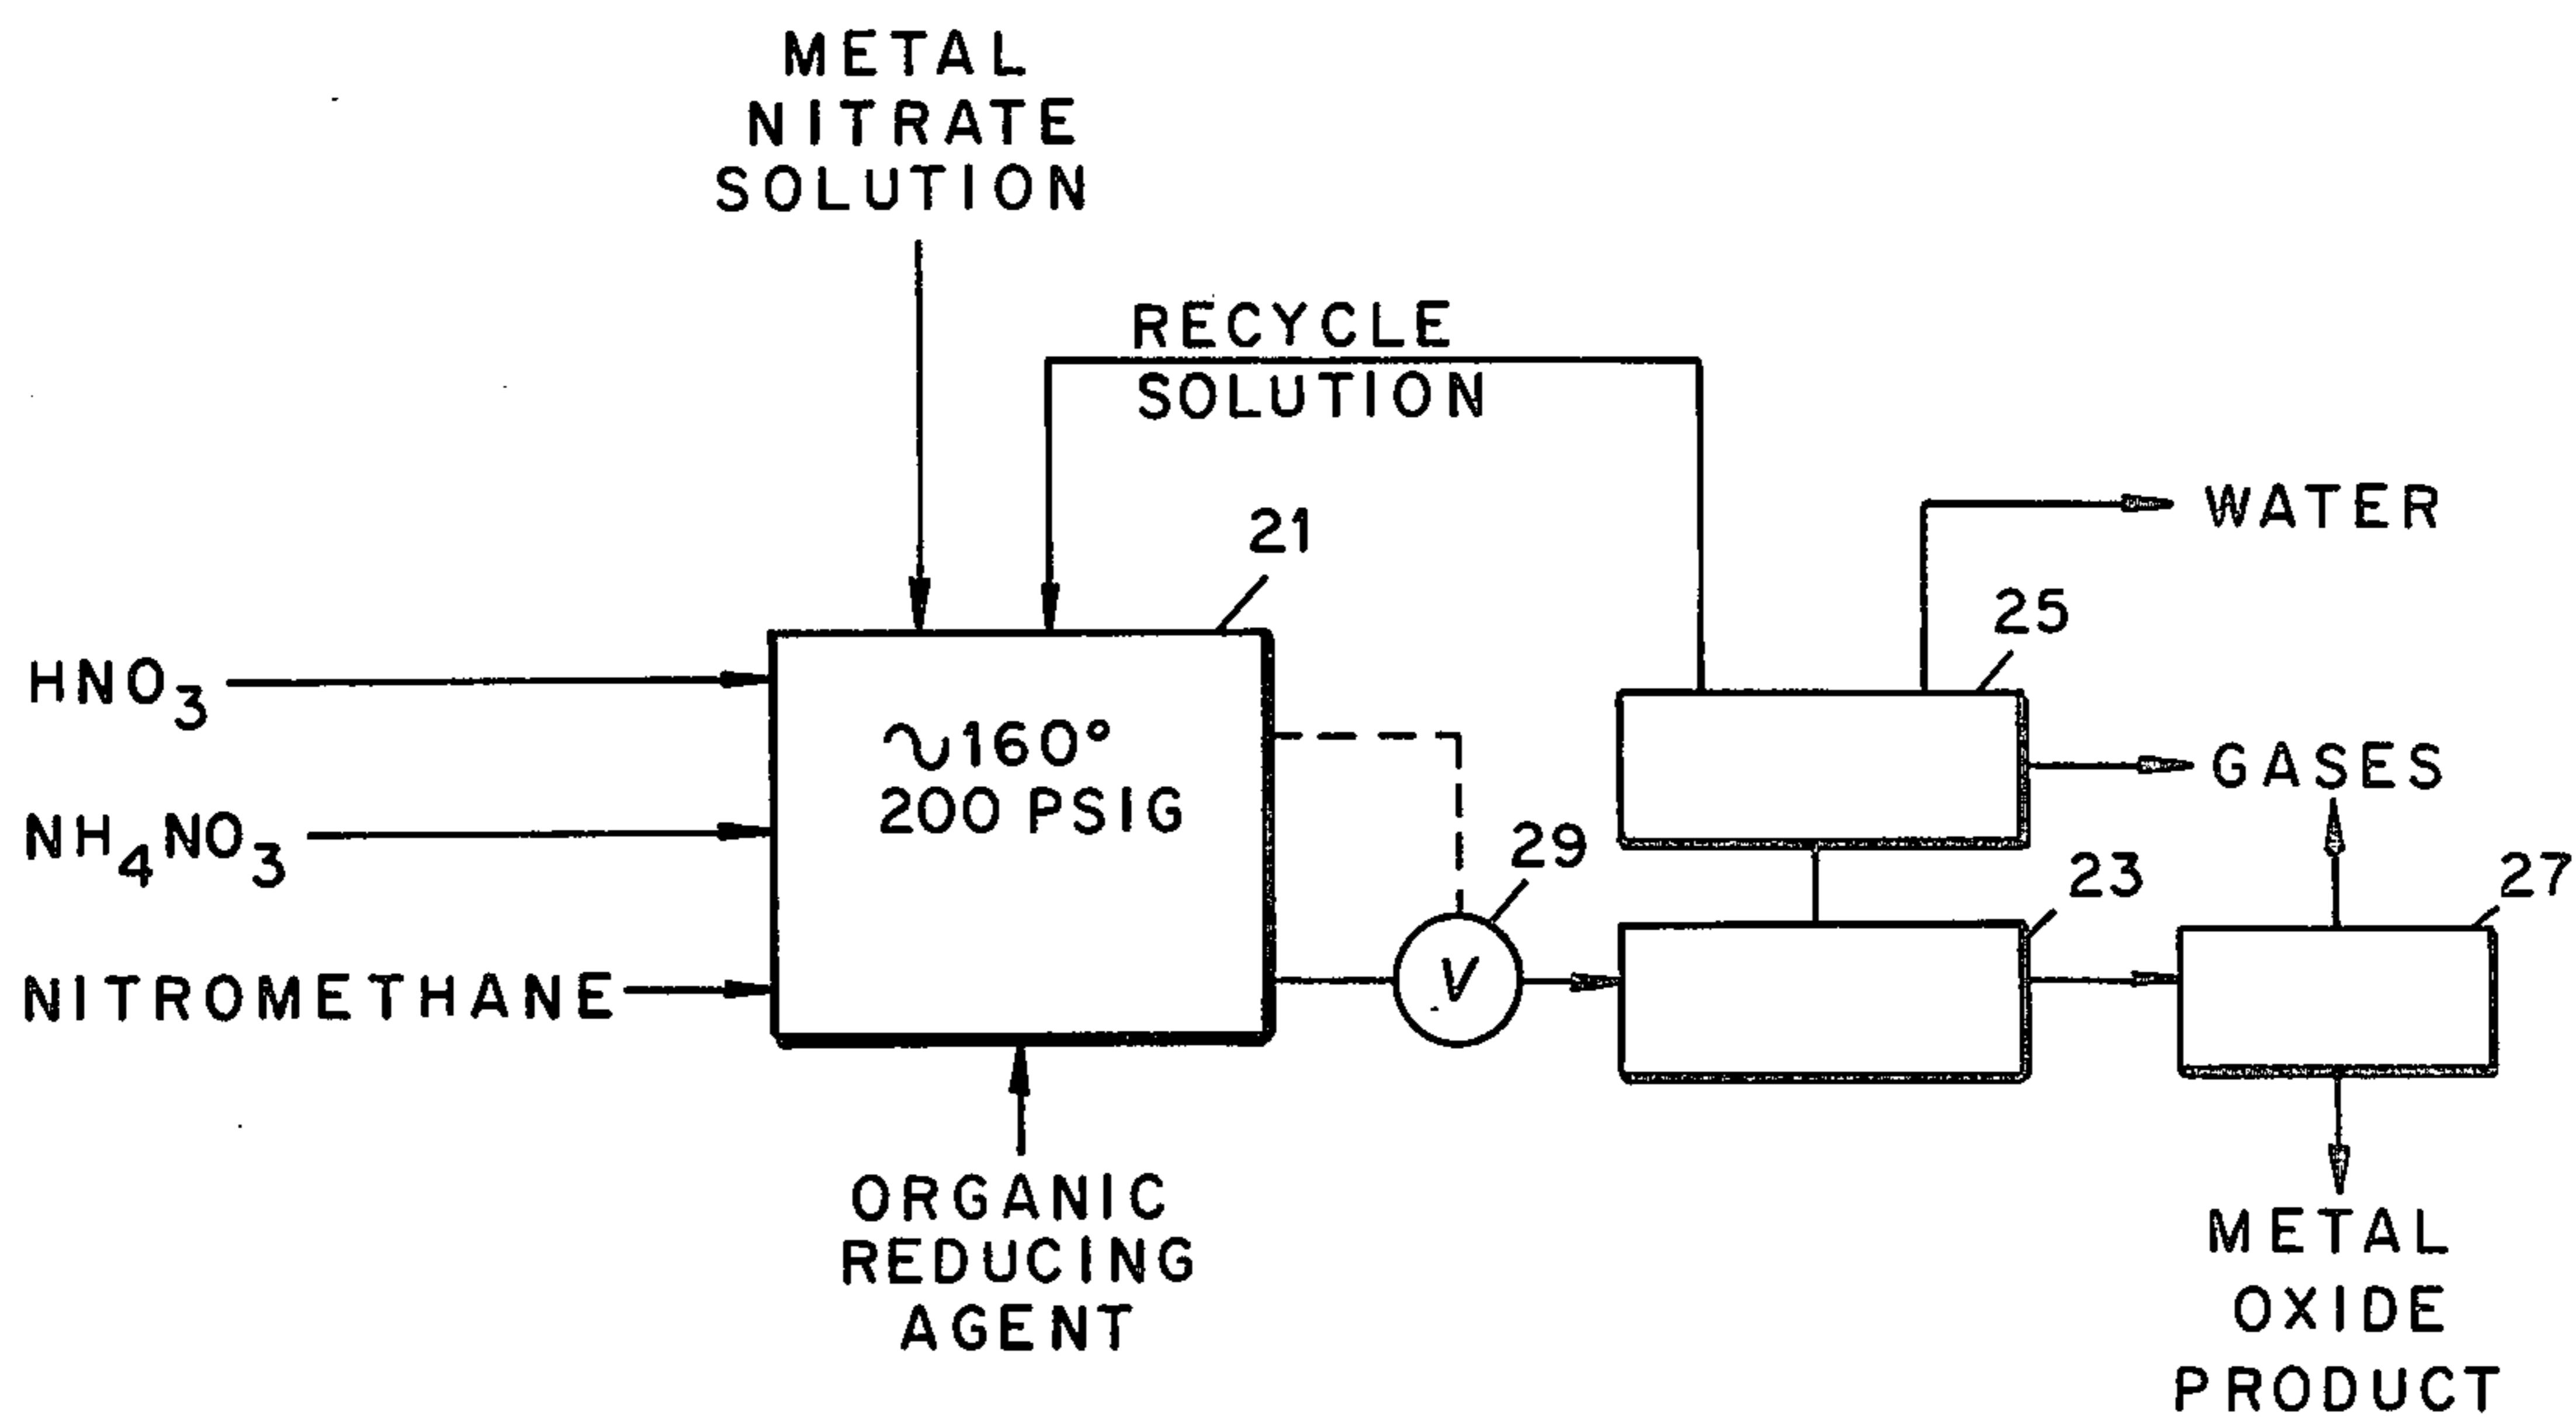 METAL
NITRATE
SOLUTION
RECYCLE
SOLUTION
21
WATER
25
HNO3
~160°
200 PSIG
GASES
29
NH4NO3
23
27
NITROMETHANE
V
ORGANIC
REDUCING
AGENT
METAL
OXIDE
PRODUCT